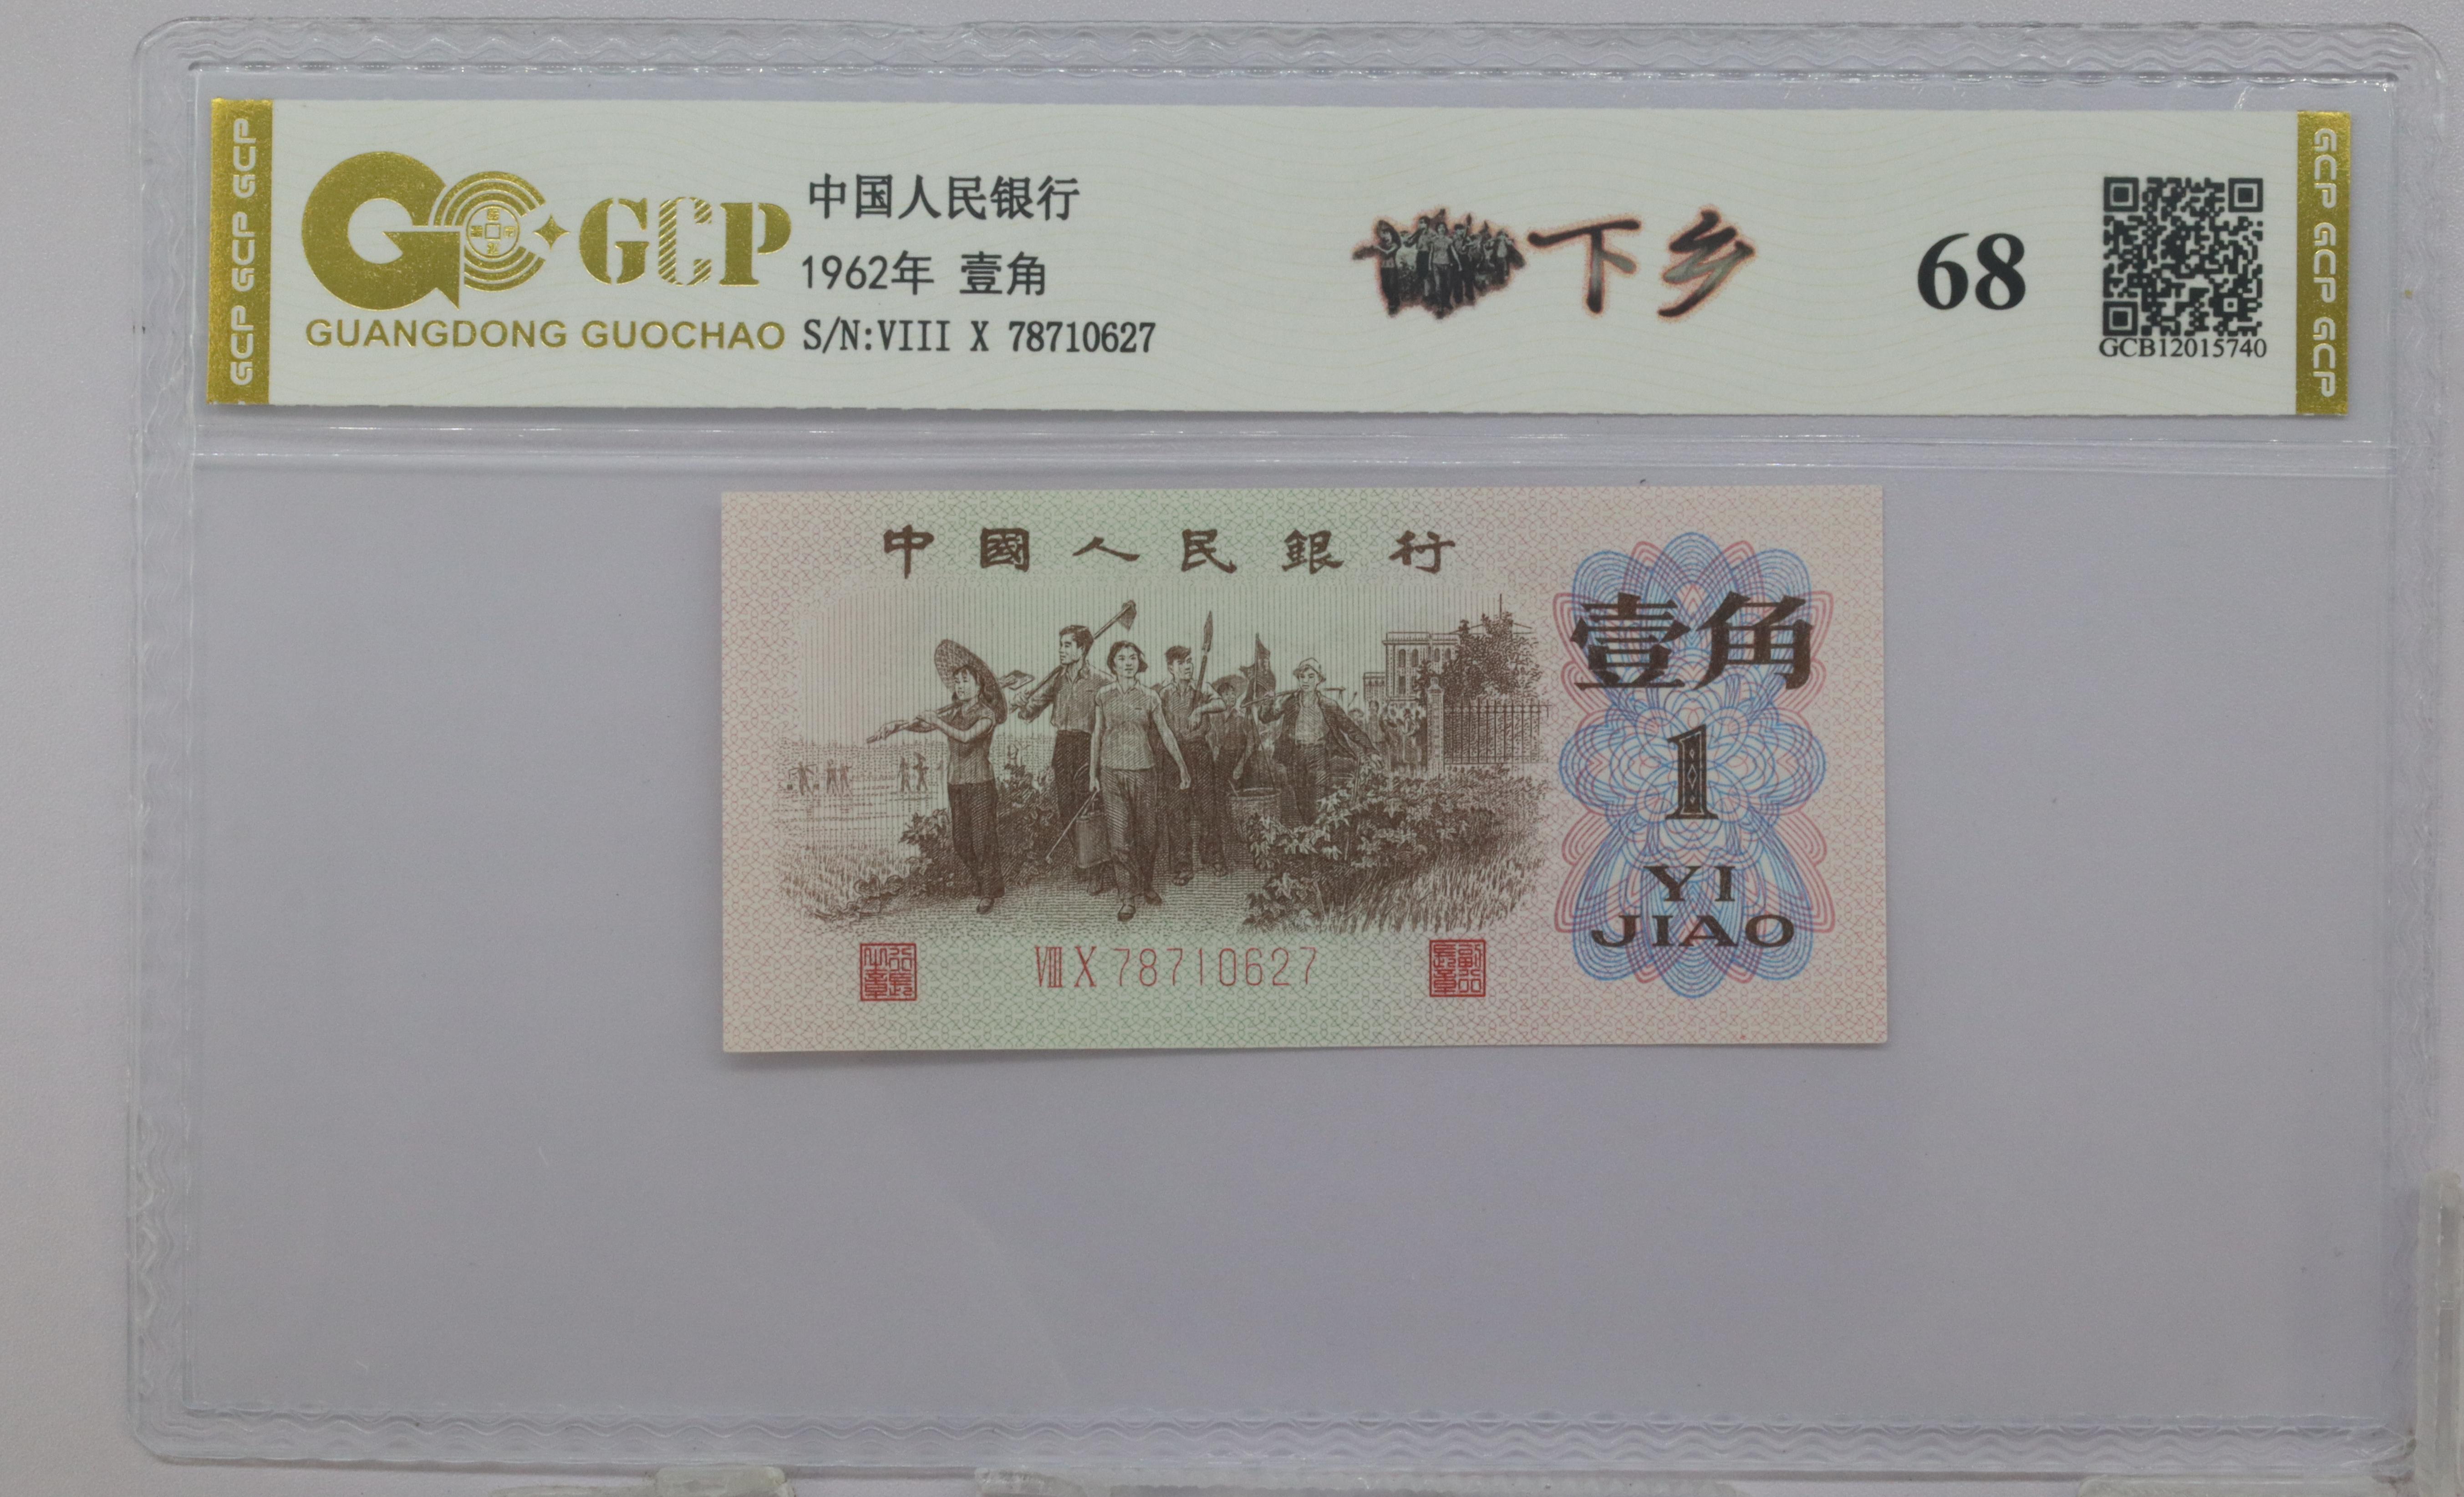 GCP GCP GCP
GCP
GUANGDONG GUOCHAO
中国人民银行
1962年 壹角
S/N:VIII X 78710627
下乡
68
GCB12015740
GCP GCP GCP
中國人民銀行
壹角
1
YI
JIAO
VIII X 78710627